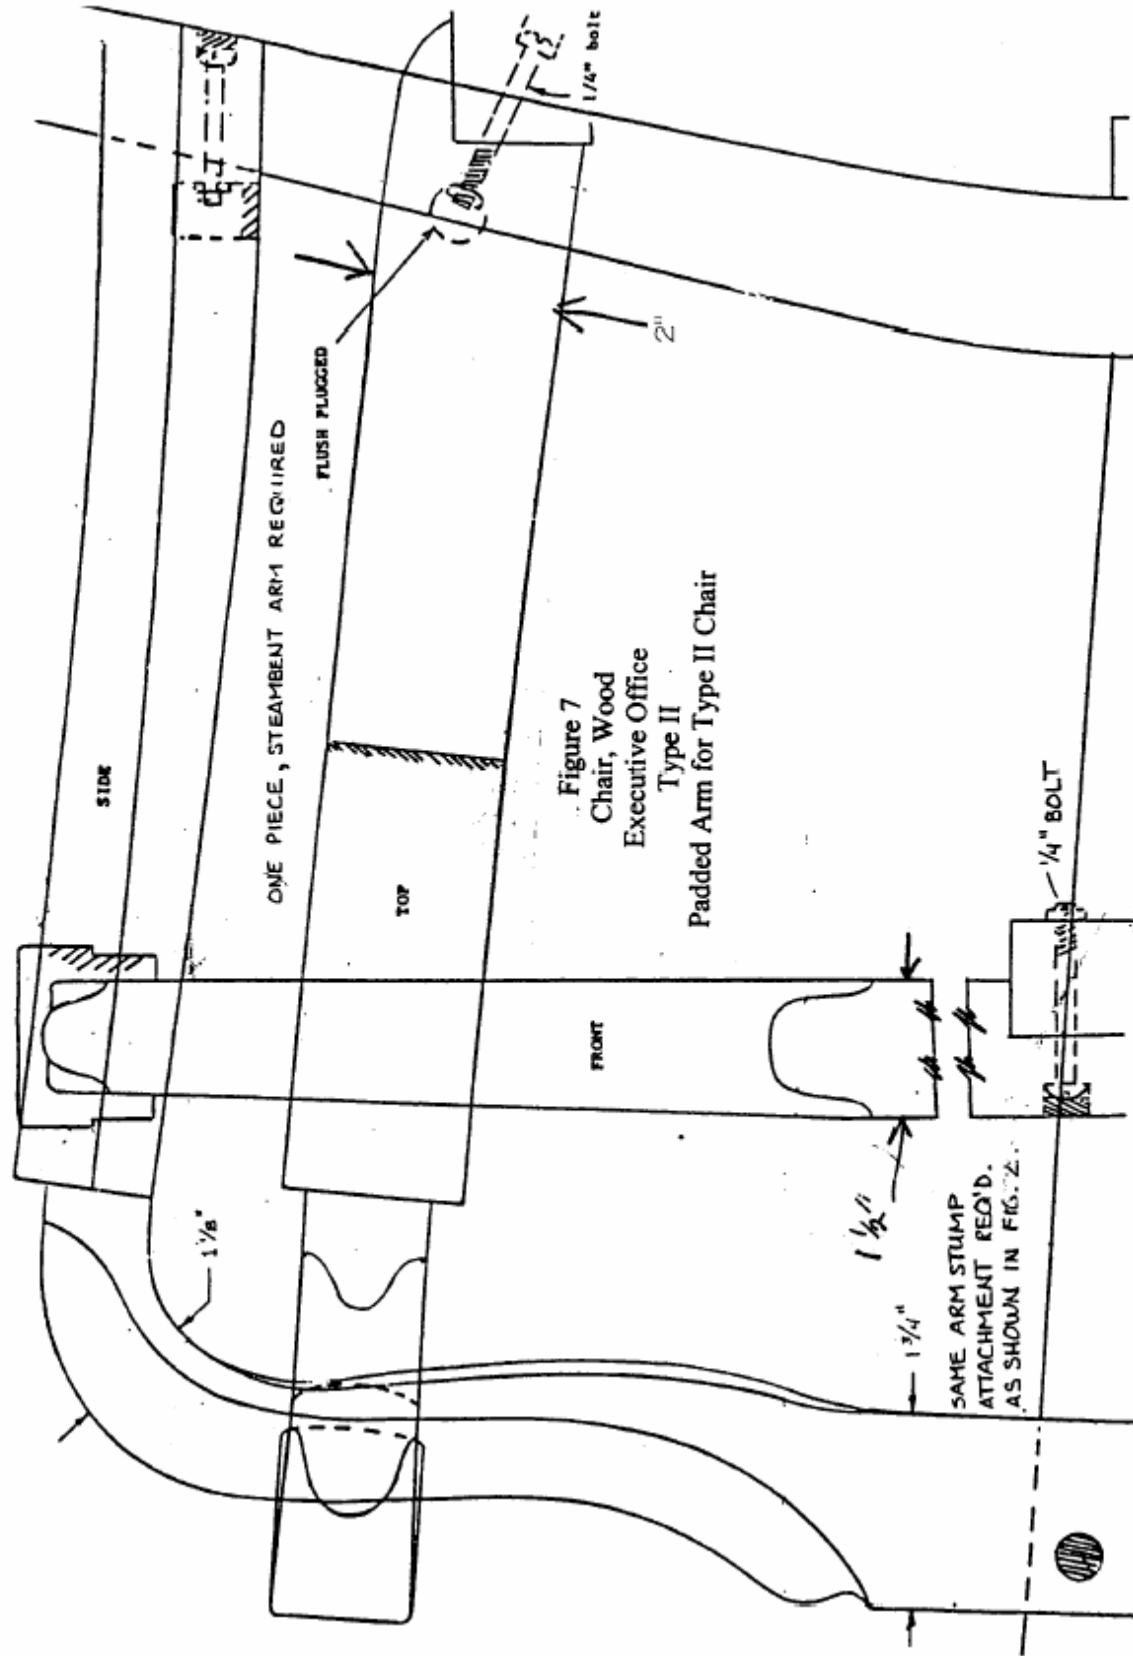 SIDE
ONE PIECE, STEAMBENT ARM REQUIRED
FLUSH PLUGGED
1/4" bolt
2"
TOP
Figure 7
Chair, Wood
Executive Office
Type II
Padded Arm for Type II Chair
FRONT
1/4" BOLT
1 1/8"
1 1/2"
1 3/4"
SAME ARM STUMP
ATTACHMENT REQ'D.
AS SHOWN IN FIG. 2.